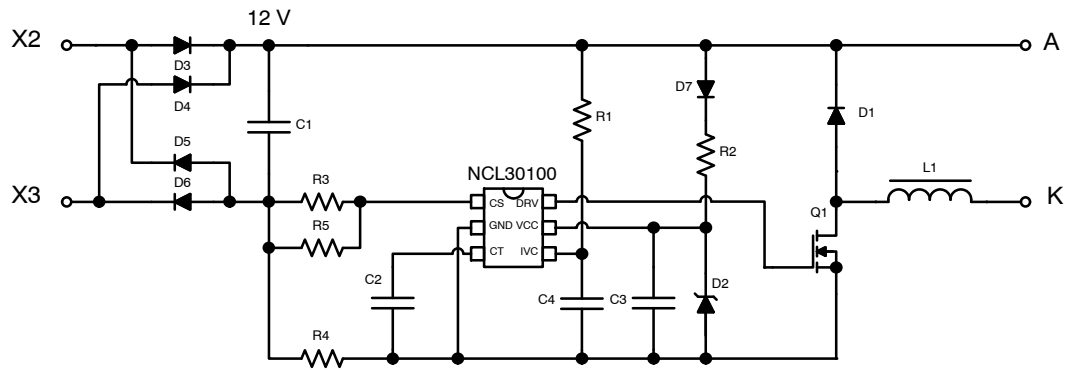 12 V
X2
A
D3
D7
D4
R1
D1
C1
D5
R2
NCL30100
L1
X3
D6
R3
CS DRV
K
Q1
R5
GND VCC
CT IVC
C2
D2
C4
C3
R4